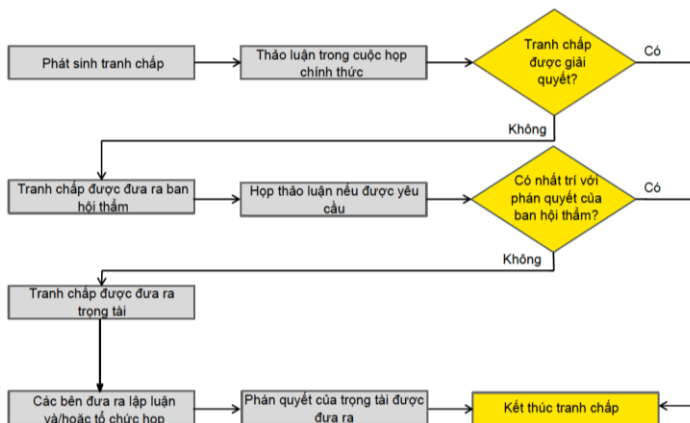 Phát sinh tranh chấp
Thảo luận trong cuộc họp
chính thức
Tranh chấp
được giải
quyết?
Có
Không
Tranh chấp được đưa ra ban
hội thẩm
Họp thảo luận nếu được yêu
cầu
Có nhất trí với
phán quyết của
ban hội thẩm?
Có
Không
Tranh chấp được đưa ra
trọng tài
Các bên đưa ra lập luận
và/hoặc tổ chức họp
Phán quyết của trọng tài được
đưa ra
Kết thúc tranh chấp